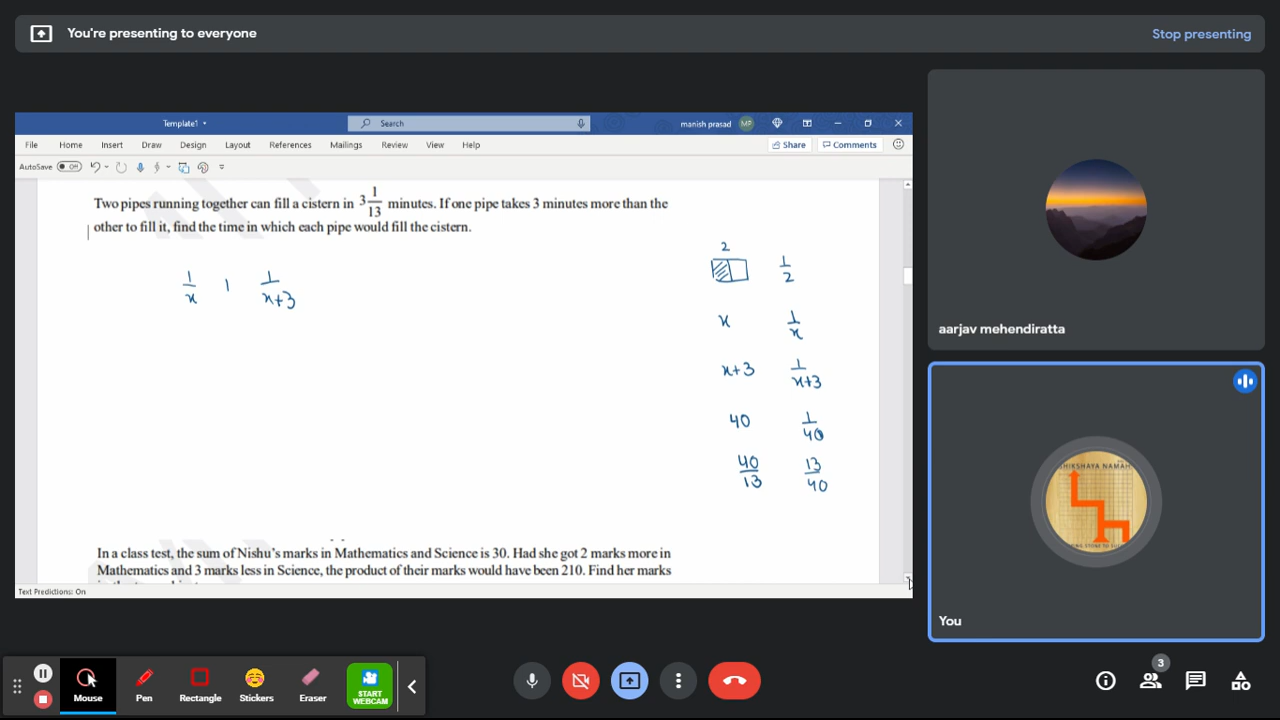 You're presenting to everyone
Stop presenting
Template1
Search
manish prasad
MP
File Home Insert Draw Design Layout References Mailings Review View Help
Share
Comments
AutoSave Off
Two pipes running together can fill a cistern in 3 1/13 minutes. If one pipe takes 3 minutes more than the
other to fill it, find the time in which each pipe would fill the cistern.
1/x 1 1/x+3
2
1/2
x 1/x
x+3 1/x+3
40 1/40
40/13 13/40
In a class test, the sum of Nishu's marks in Mathematics and Science is 30. Had she got 2 marks more in
Mathematics and 3 marks less in Science, the product of their marks would have been 210. Find her marks
Text Predictions: On
aarjav mehendiratta
SHIKSHAYA NAMAH
You
Mouse
Pen
Rectangle
Stickers
Eraser
START
WEBCAM
3